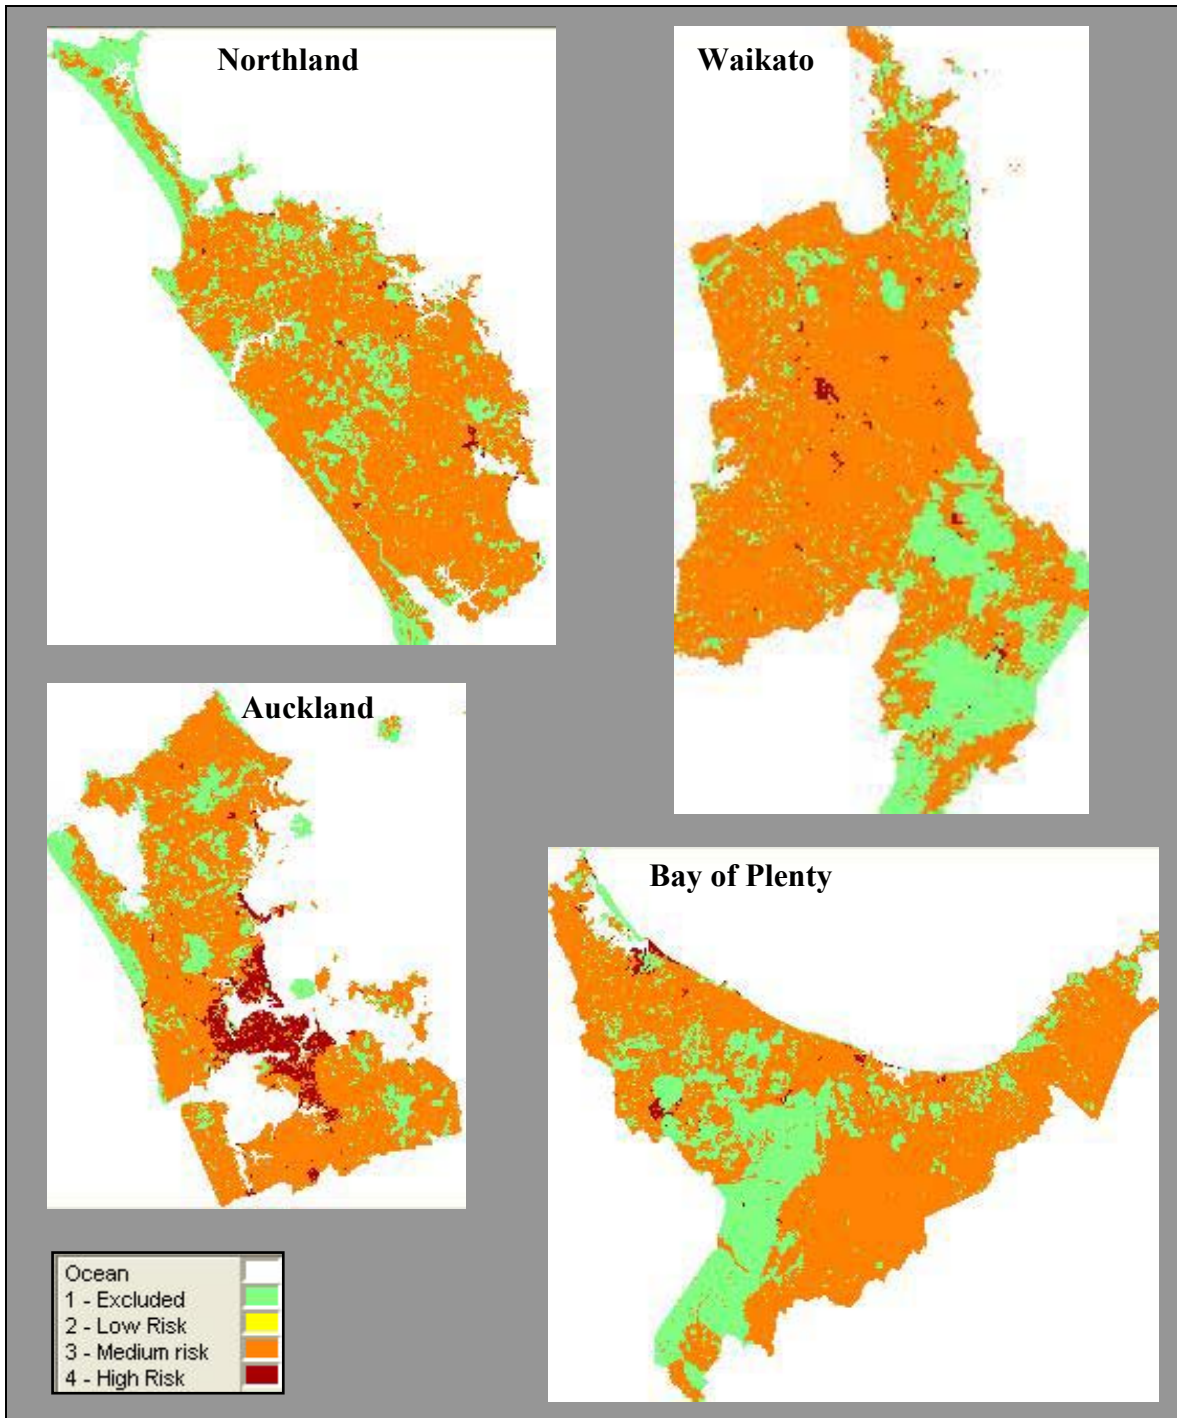 Northland
Waikato
Auckland
Bay of Plenty
Ocean
1 - Excluded
2 - Low Risk
3 - Medium risk
4 - High Risk